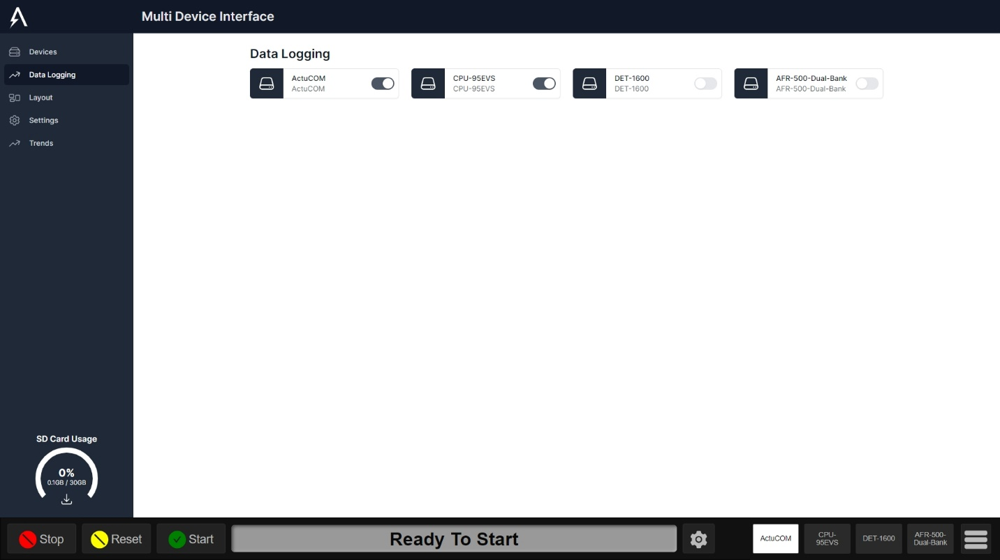 Multi Device Interface
Devices
Data Logging
Layout
Settings
Trends
Data Logging
ActuCOM
ActuCOM
CPU-95EVS
CPU-95EVS
DET-1600
DET-1600
AFR-500-Dual-Bank
AFR-500-Dual-Bank
SD Card Usage
0%
0.1GB / 30GB
Stop
Reset
Start
Ready To Start
ActuCOM
CPU-
95EVS
DET-1600
AFR-500-
Dual-Bank